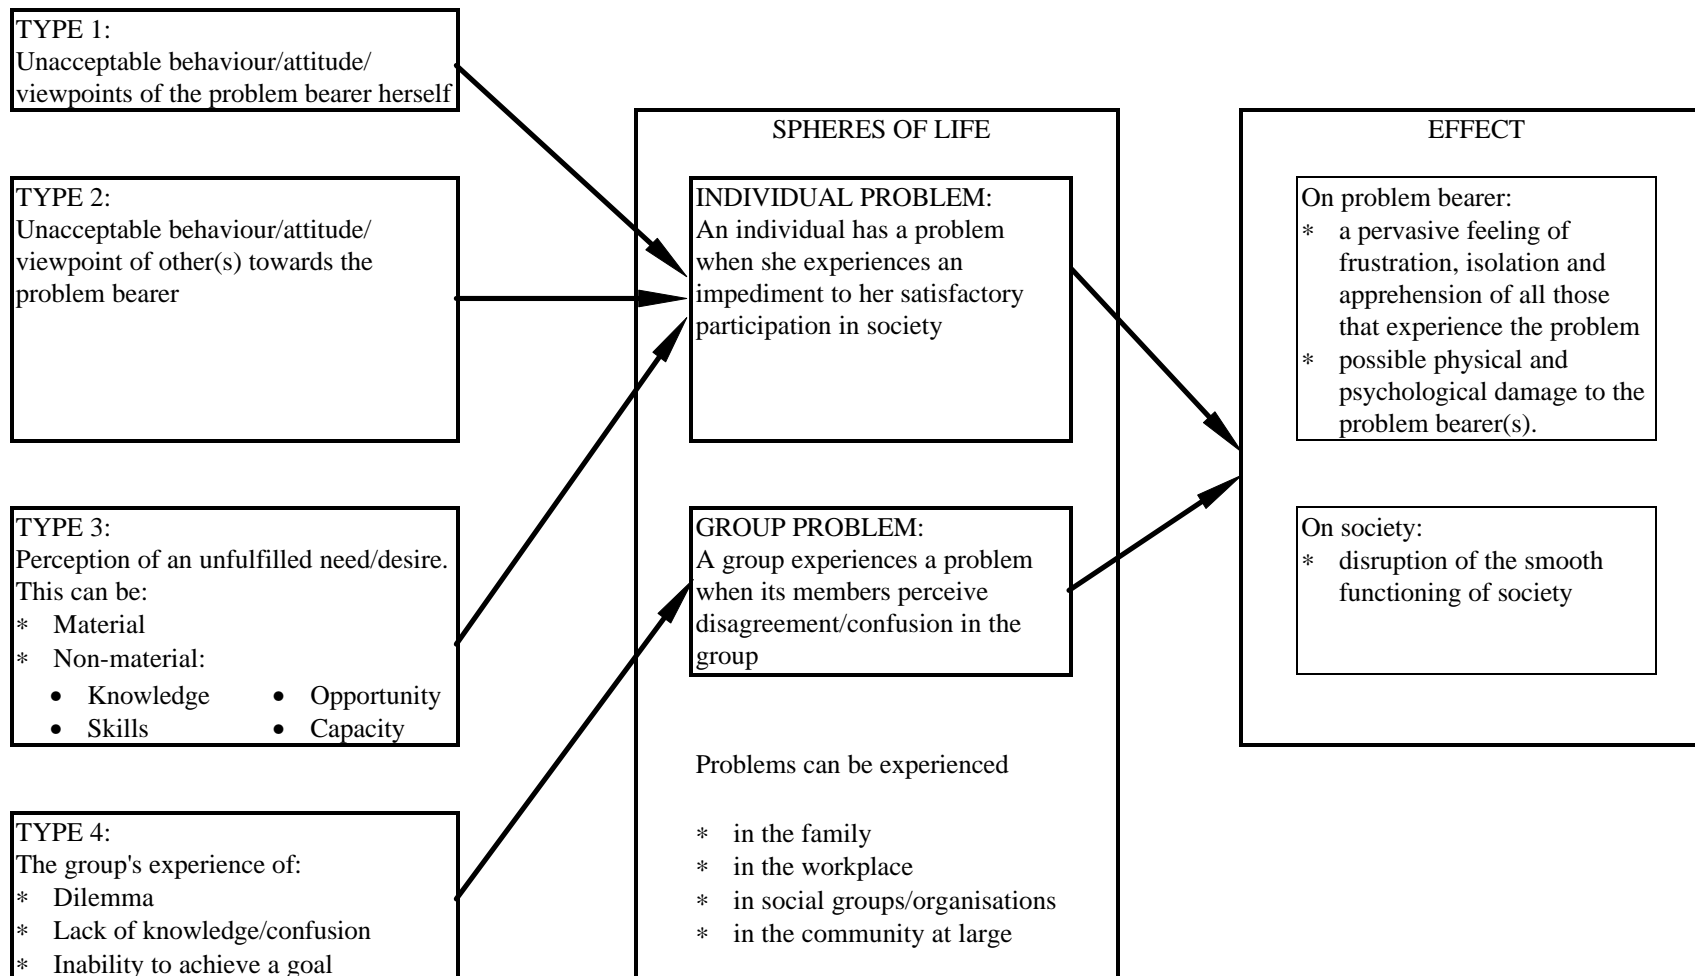 TYPE 1:
Unacceptable behaviour/attitude/
viewpoints of the problem bearer herself
TYPE 2:
Unacceptable behaviour/attitude/
viewpoint of other(s) towards the
problem bearer
TYPE 3:
Perception of an unfulfilled need/desire.
This can be:
* Material
* Non-material:
• Knowledge • Opportunity
• Skills • Capacity
TYPE 4:
The group's experience of:
* Dilemma
* Lack of knowledge/confusion
* Inability to achieve a goal
SPHERES OF LIFE
INDIVIDUAL PROBLEM:
An individual has a problem
when she experiences an
impediment to her satisfactory
participation in society
GROUP PROBLEM:
A group experiences a problem
when its members perceive
disagreement/confusion in the
group
Problems can be experienced
* in the family
* in the workplace
* in social groups/organisations
* in the community at large
EFFECT
On problem bearer:
* a pervasive feeling of
frustration, isolation and
apprehension of all those
that experience the problem
* possible physical and
psychological damage to the
problem bearer(s).
On society:
* disruption of the smooth
functioning of society